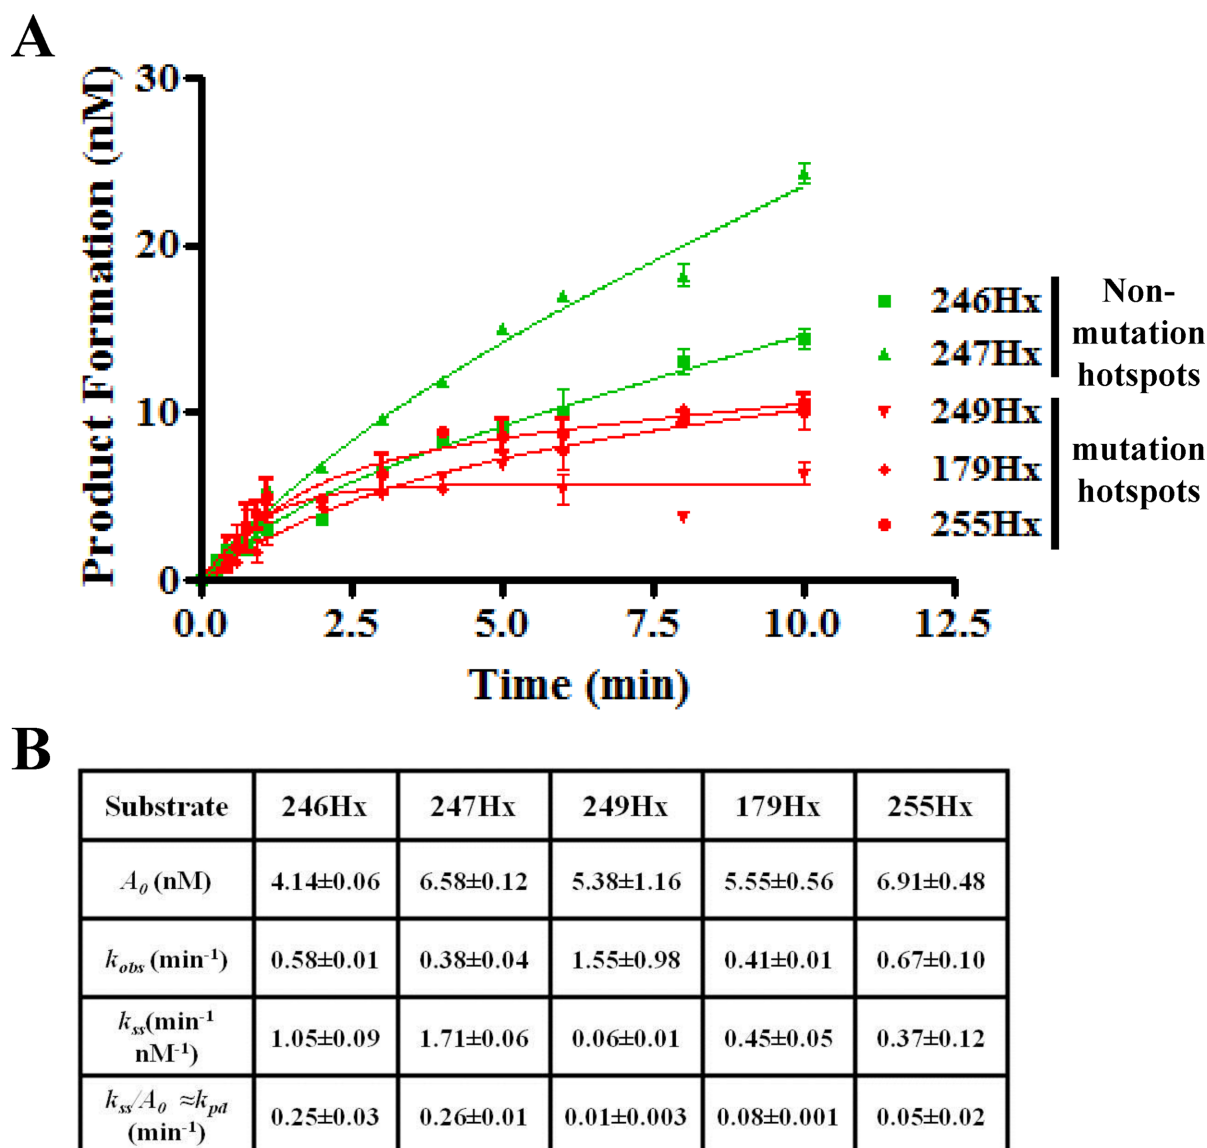 A
Product Formation (nM)
30
20
10
0
0.0 2.5 5.0 7.5 10.0 12.5
Time (min)
246Hx
247Hx
249Hx
179Hx
255Hx
Non-
mutation
hotspots
mutation
hotspots
B
Substrate 246Hx 247Hx 249Hx 179Hx 255Hx
A₀ (nM) 4.14±0.06 6.58±0.12 5.38±1.16 5.55±0.56 6.91±0.48
k_obs (min⁻¹) 0.58±0.01 0.38±0.04 1.55±0.98 0.41±0.01 0.67±0.10
k_ss(min⁻¹
nM⁻¹) 1.05±0.09 1.71±0.06 0.06±0.01 0.45±0.05 0.37±0.12
k_ss/A₀ ≈k_pd
(min⁻¹) 0.25±0.03 0.26±0.01 0.01±0.003 0.08±0.001 0.05±0.02